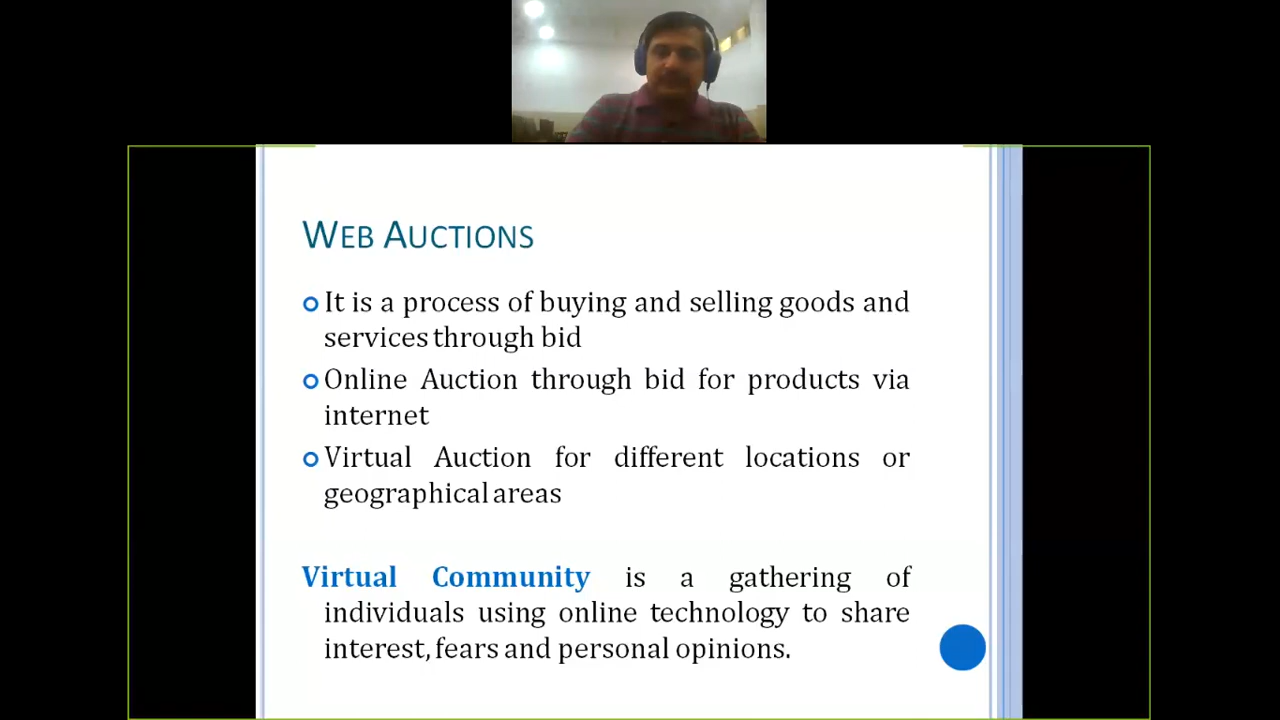 WEB AUCTIONS
It is a process of buying and selling goods and
services through bid
Online Auction through bid for products via
internet
Virtual Auction for different locations or
geographical areas
Virtual Community is a gathering of
individuals using online technology to share
interest, fears and personal opinions.